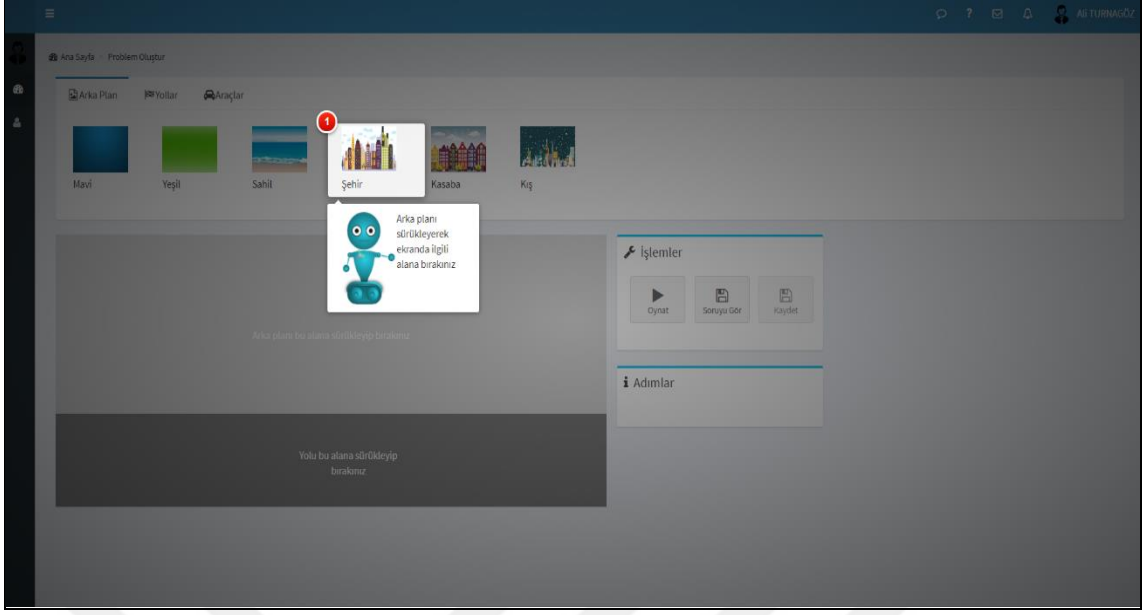 ? Ali TURNAGÖZ
Ana Sayfa > Problem Oluştur
Arka Plan Yollar Araçlar
1
Mavi Yeşil Sahil Şehir Kasaba Kış
Arka planı
sürükleyerek
ekranda ilgili
alana bırakınız
İşlemler
Oynat Soruyu Gör Kaydet
Arka planı bu alana sürükleyip bırakınız
i Adımlar
Yolu bu alana sürükleyip
bırakınız